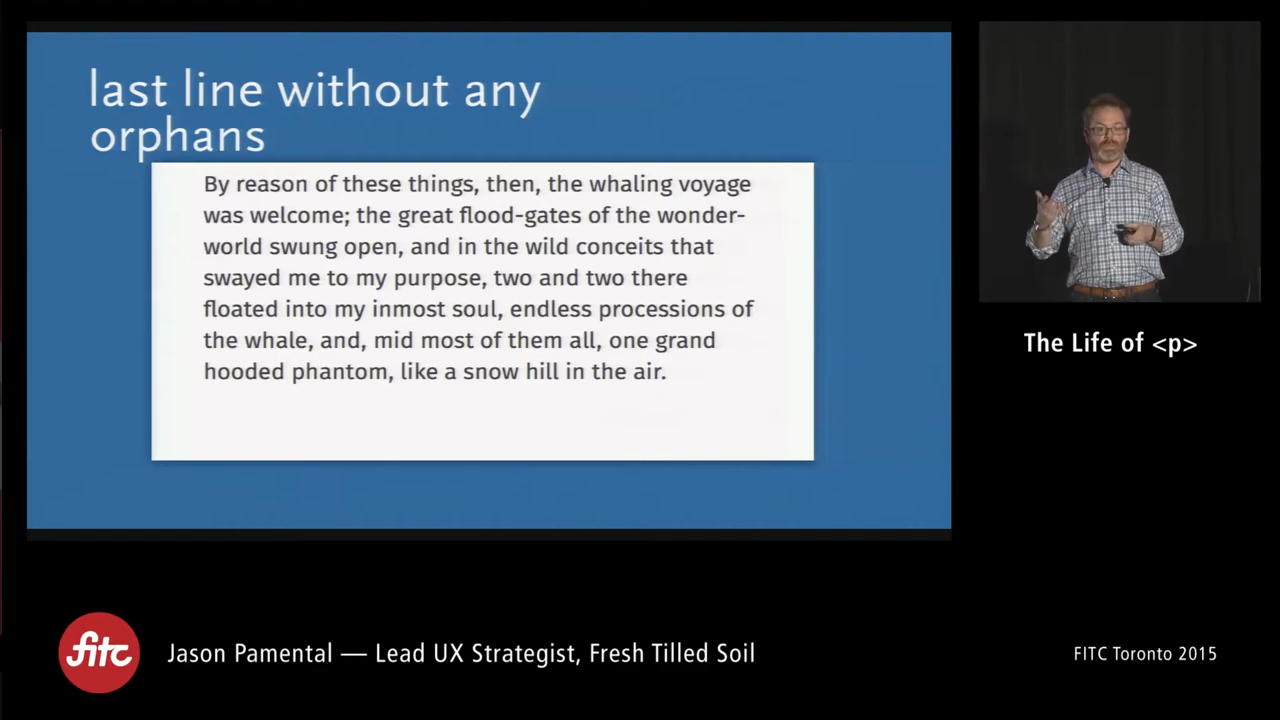 last line without any
orphans
By reason of these things, then, the whaling voyage
was welcome; the great flood-gates of the wonder-
world swung open, and in the wild conceits that
swayed me to my purpose, two and two there
floated into my inmost soul, endless processions of
the whale, and, mid most of them all, one grand
hooded phantom, like a snow hill in the air.
The Life of <p>
fitc
Jason Pamental — Lead UX Strategist, Fresh Tilled Soil
FITC Toronto 2015